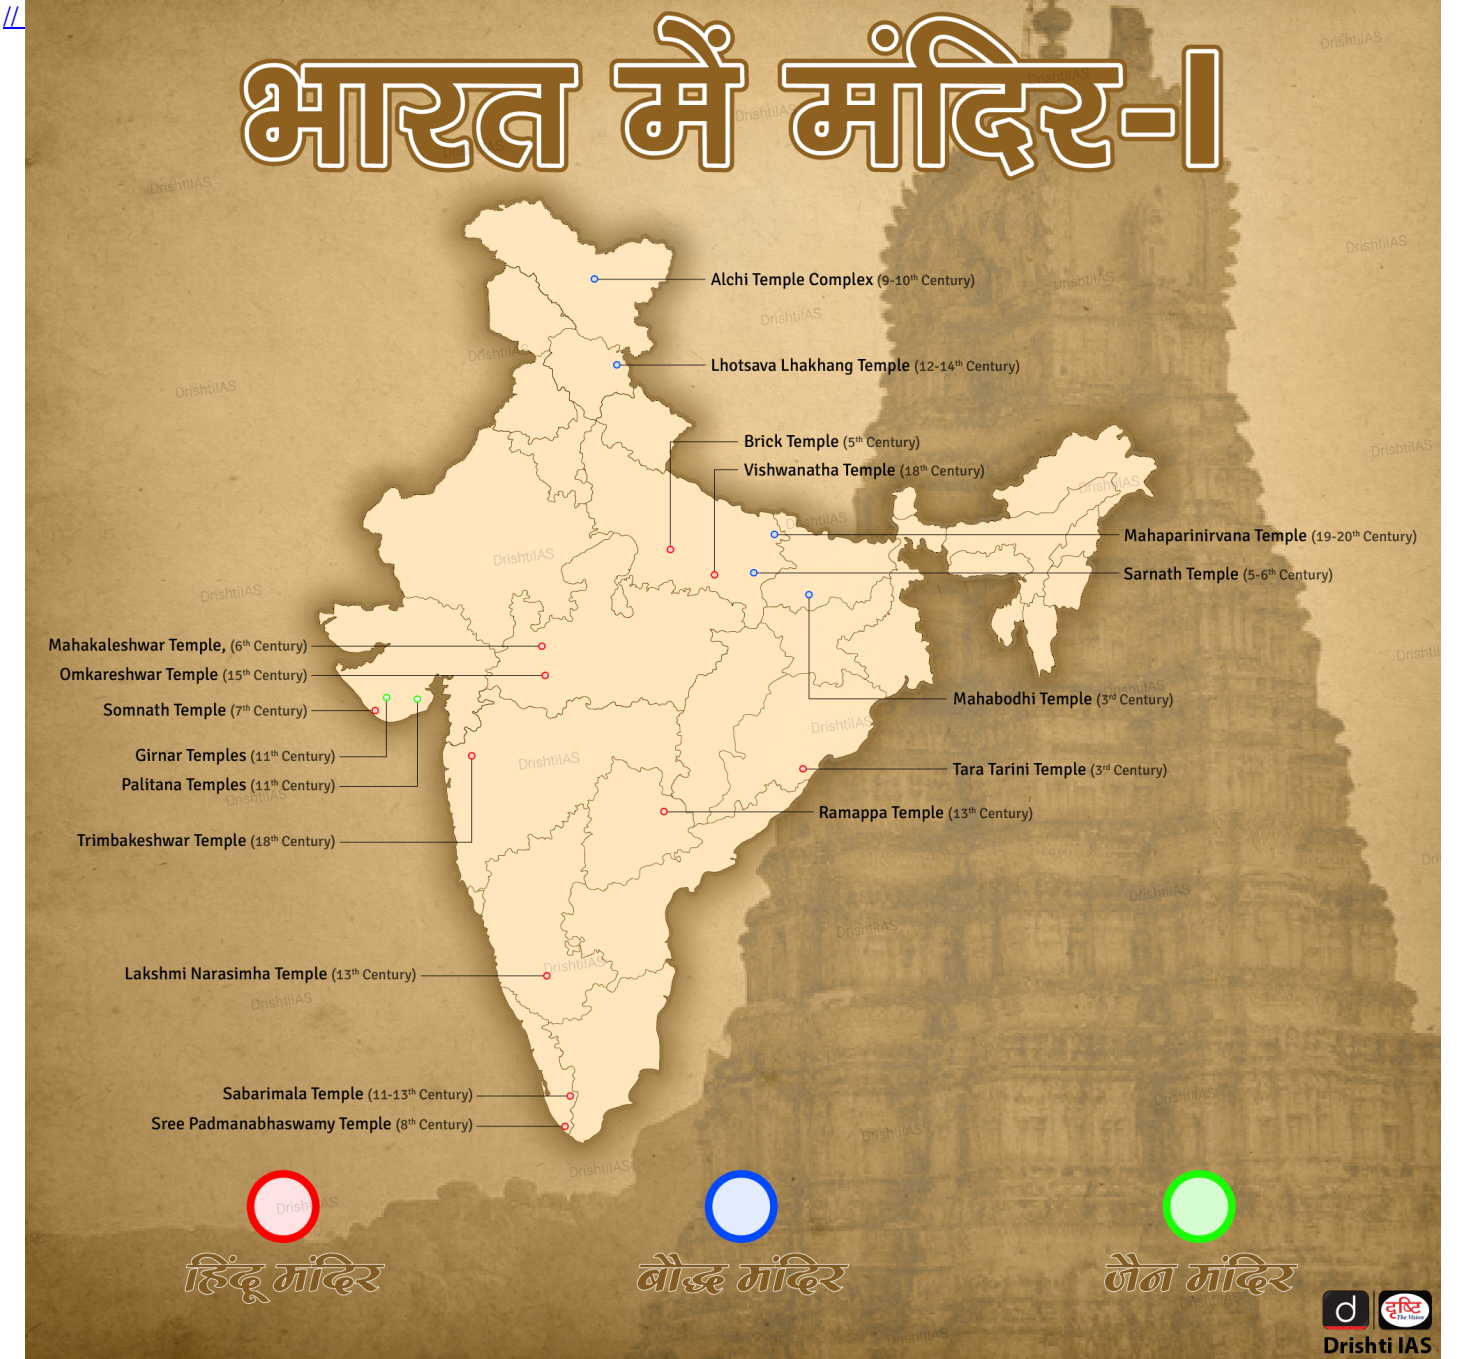 //
भारत में मंदिर-I
Alchi Temple Complex (9-10th Century)
Lhotsava Lhakhang Temple (12-14th Century)
Brick Temple (5th Century)
Vishwanatha Temple (18th Century)
Mahaparinirvana Temple (19-20th Century)
Sarnath Temple (5-6th Century)
Mahakaleshwar Temple, (6th Century)
Omkareshwar Temple (15th Century)
Somnath Temple (7th Century)
Mahabodhi Temple (3rd Century)
Girnar Temples (11th Century)
Palitana Temples (11th Century)
Tara Tarini Temple (3rd Century)
Ramappa Temple (13th Century)
Trimbakeshwar Temple (18th Century)
Lakshmi Narasimha Temple (13th Century)
Sabarimala Temple (11-13th Century)
Sree Padmanabhaswamy Temple (8th Century)
हिंदू मंदिर
बौद्ध मंदिर
जैन मंदिर
d
दृष्टि
The Vision
Drishti IAS